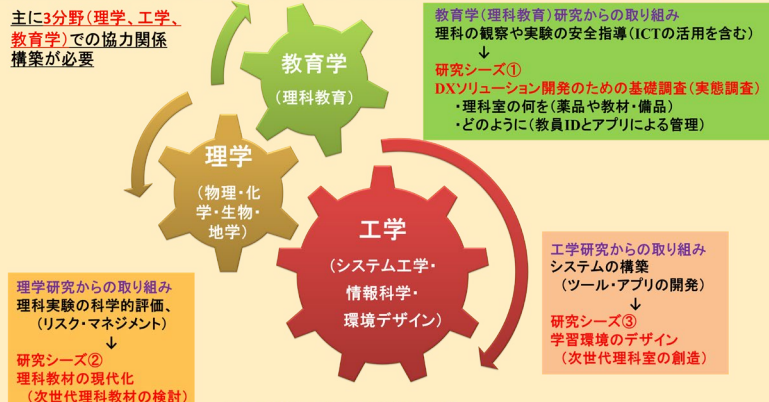 主に3分野(理学、工学、
教育学)での協力関係
構築が必要
教育学
(理科教育)
教育学(理科教育)研究からの取り組み
理科の観察や実験の安全指導(ICTの活用を含む)
↓
研究シーズ①
DXソリューション開発のための基礎調査(実態調査)
・理科室の何を(薬品や教材・備品)
・どのように(教員IDとアプリによる管理)
理学
(物理・化
学・生物・
地学)
工学
(システム工学・
情報科学・
環境デザイン)
理学研究からの取り組み
理科実験の科学的評価、
(リスク・マネジメント)
↓
研究シーズ②
理科教材の現代化
(次世代理科教材の検討)
工学研究からの取り組み
システムの構築
(ツール・アプリの開発)
↓
研究シーズ③
学習環境のデザイン
(次世代理科室の創造)